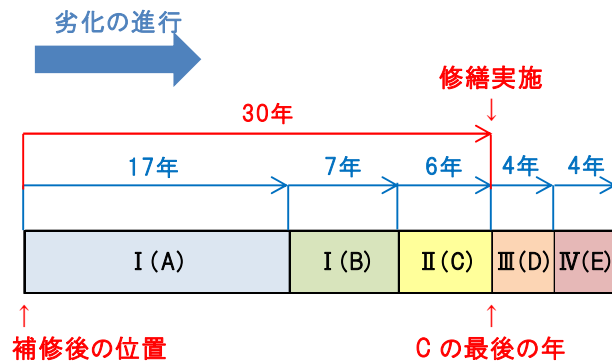 劣化の進行
修繕実施
↓
30年
17年
7年
6年
4年
4年
Ⅰ(A)
Ⅰ(B)
Ⅱ(C)
Ⅲ(D)
Ⅳ(E)
↑
↑
補修後の位置
Cの最後の年